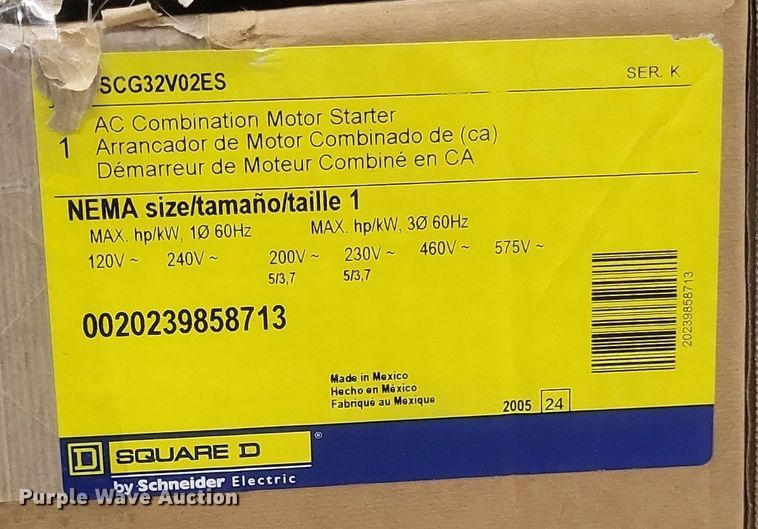 SCG32V02ES
SER. K
1
AC Combination Motor Starter
Arrancador de Motor Combinado de (ca)
Démarreur de Moteur Combiné en CA
NEMA size/tamaño/taille 1
MAX. hp/kW, 1Ø 60Hz MAX. hp/kW, 3Ø 60Hz
120V ~ 240V ~ 200V ~ 230V ~ 460V ~ 575V ~
5/3,7 5/3,7
0020239858713
20239858713
Made in Mexico
Hecho en México
Fabriqué au Mexique
2005 24
D SQUARE D ®
by Schneider Electric
Purple Wave Auction